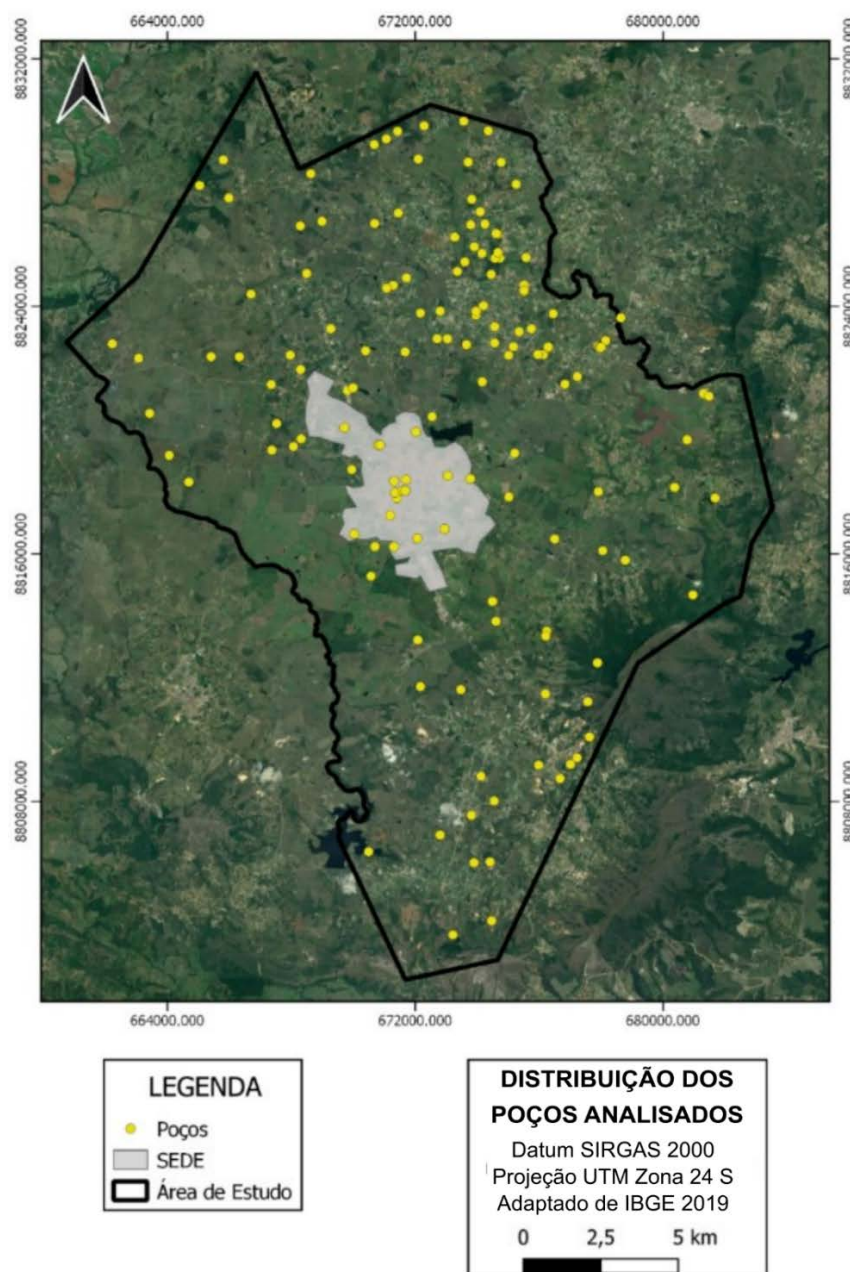 664000.000 672000.000 680000.000
8832000.000 8832000.000
8824000.000 8824000.000
8816000.000 8816000.000
8808000.000 8808000.000
664000.000 672000.000 680000.000
LEGENDA
Poços
SEDE
Área de Estudo
DISTRIBUIÇÃO DOS
POÇOS ANALISADOS
Datum SIRGAS 2000
Projeção UTM Zona 24 S
Adaptado de IBGE 2019
0 2,5 5 km